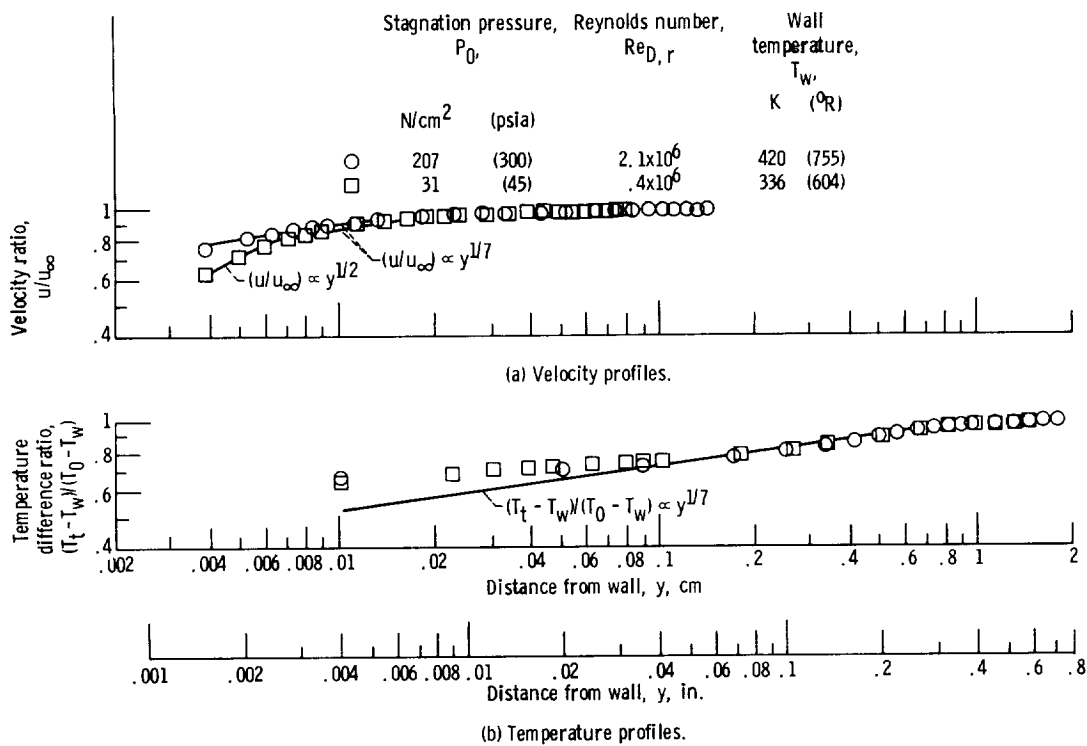 Stagnation pressure, Reynolds number, Wall
P0, ReD, r temperature,
Tw,
K (°R)
N/cm² (psia)
○ 207 (300) 2.1x10⁶ 420 (755)
□ 31 (45) .4x10⁶ 336 (604)
Velocity ratio,
u/u∞
1
.8
.6
.4
(u/u∞) ∝ y^1/2
(u/u∞) ∝ y^1/7
(a) Velocity profiles.
Temperature
difference ratio,
(Tt - Tw)/(T0 - Tw)
1
.8
.6
.4
(Tt - Tw)/(T0 - Tw) ∝ y^1/7
.002 .004 .006 .008 .01 .02 .04 .06 .08 .1 .2 .4 .6 .8 1 2
Distance from wall, y, cm
.001 .002 .004 .006 .008 .01 .02 .04 .06 .08 .1 .2 .4 .6 .8
Distance from wall, y, in.
(b) Temperature profiles.